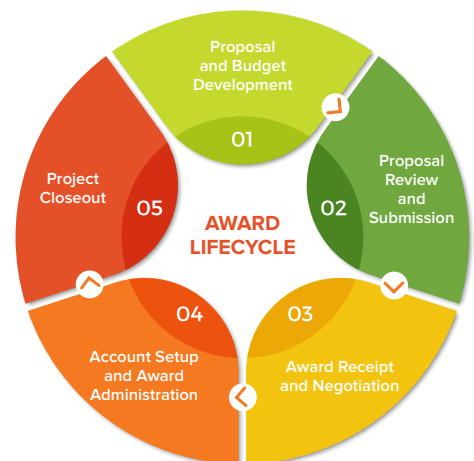 Proposal
and Budget
Development
01
Proposal
Review
and
Submission
02
03
Award Receipt
and Negotiation
04
Account Setup
and Award
Administration
Project
Closeout
05
AWARD
LIFECYCLE